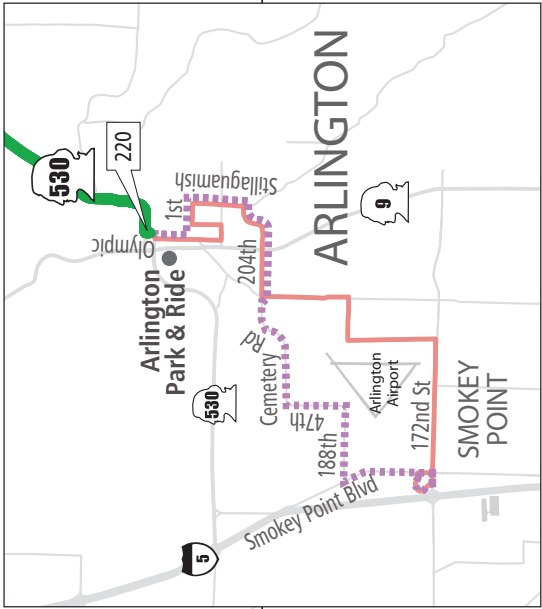 530
220
Olympic
1st
Stillaguamish
Arlington
Park & Ride
204th
ARLINGTON
9
530
Cemetery
Rd
47th
188th
Arlington
Airport
172nd St
SMOKEY
POINT
Smokey Point Blvd
5